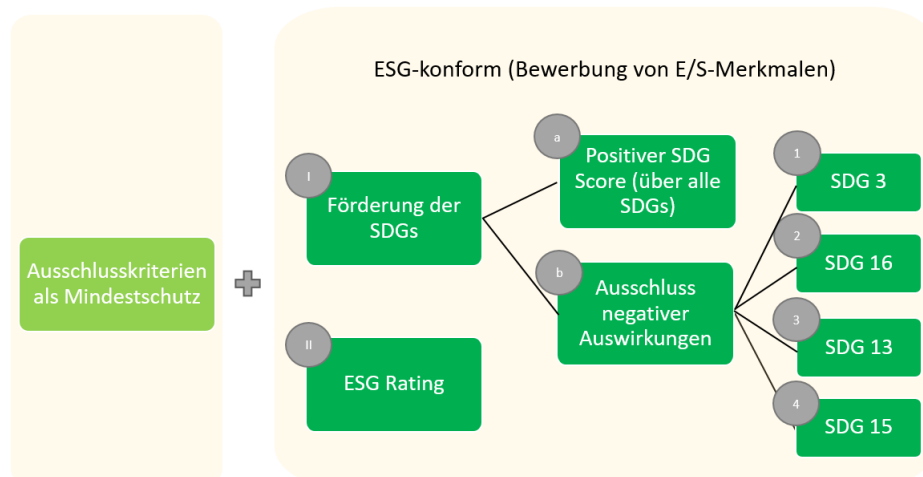 ESG-konform (Bewerbung von E/S-Merkmalen)
Ausschlusskriterien
als Mindestschutz
I
Förderung der
SDGs
a
Positiver SDG
Score (über alle
SDGs)
b
Ausschluss
negativer
Auswirkungen
1
SDG 3
2
SDG 16
3
SDG 13
4
SDG 15
II
ESG Rating